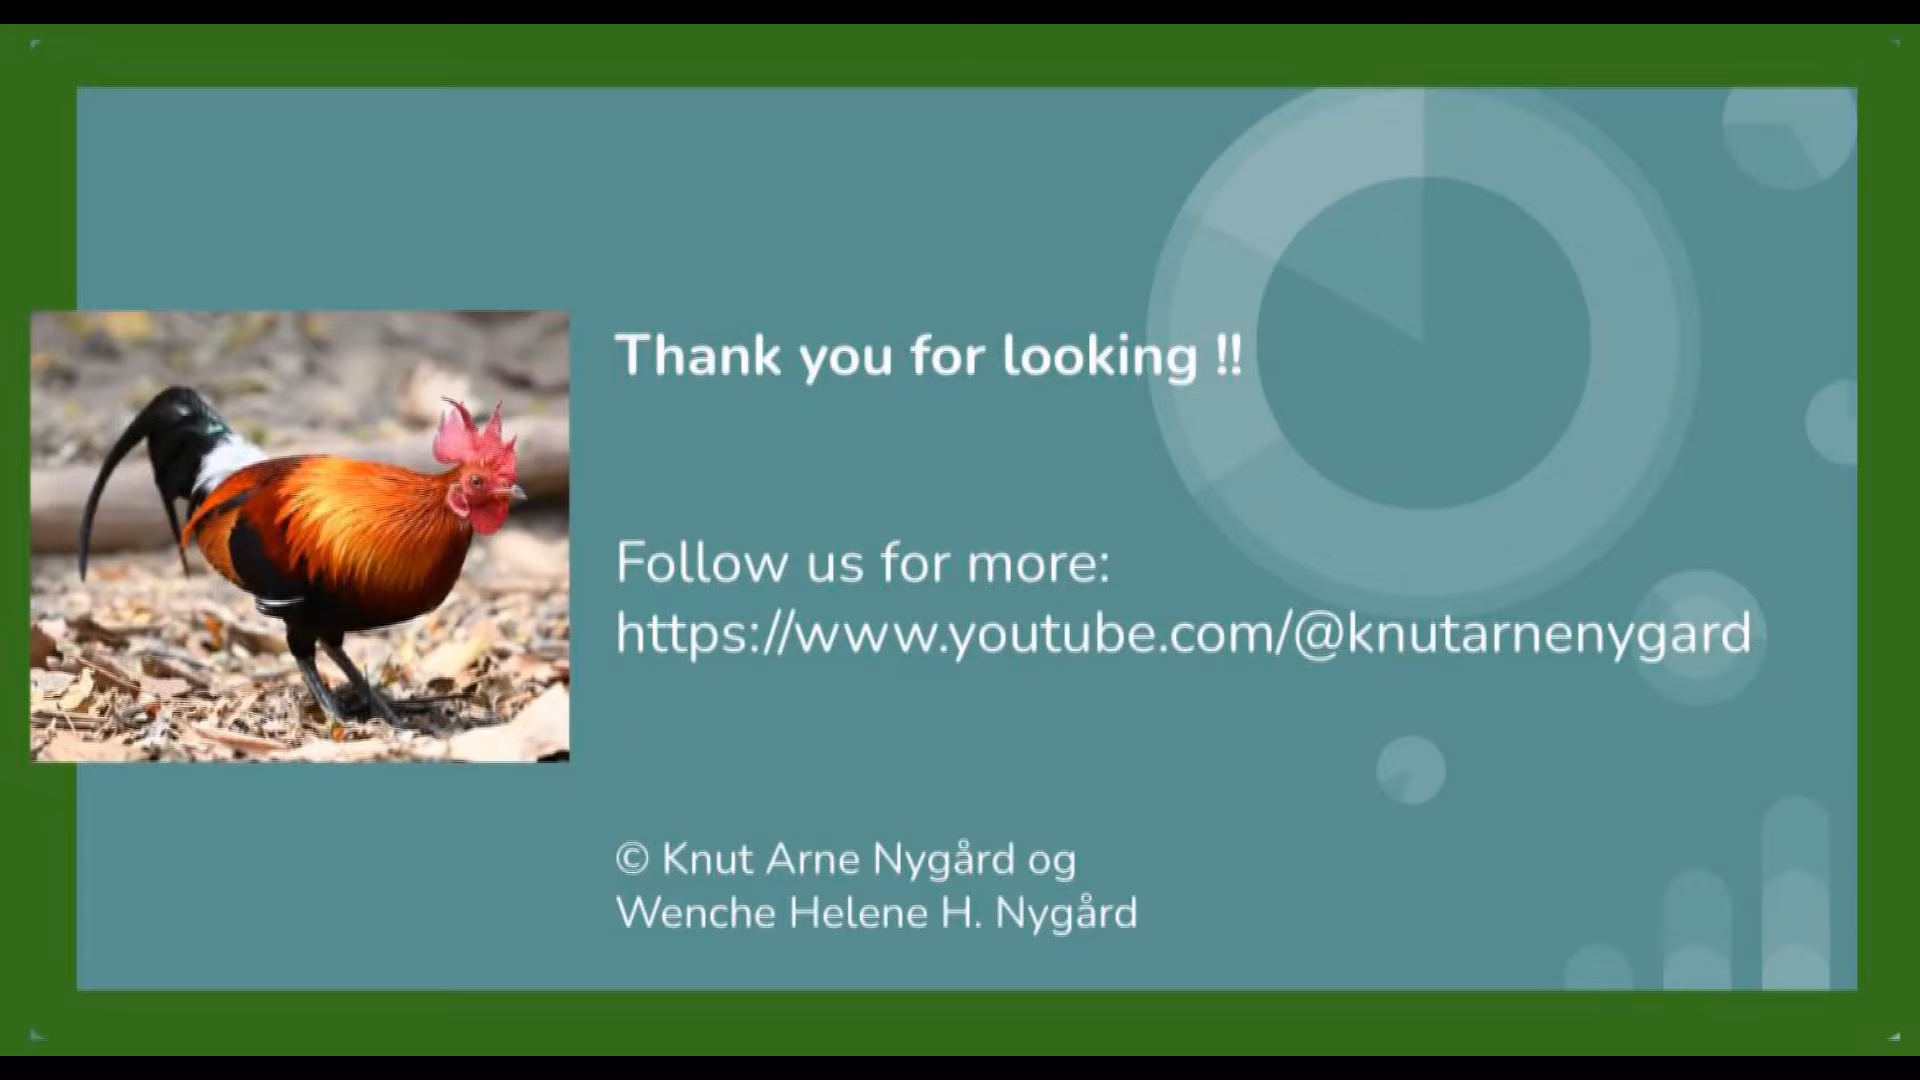 Thank you for looking !!
Follow us for more:
https://www.youtube.com/@knutarnenygard
© Knut Arne Nygård og
Wenche Helene H. Nygård